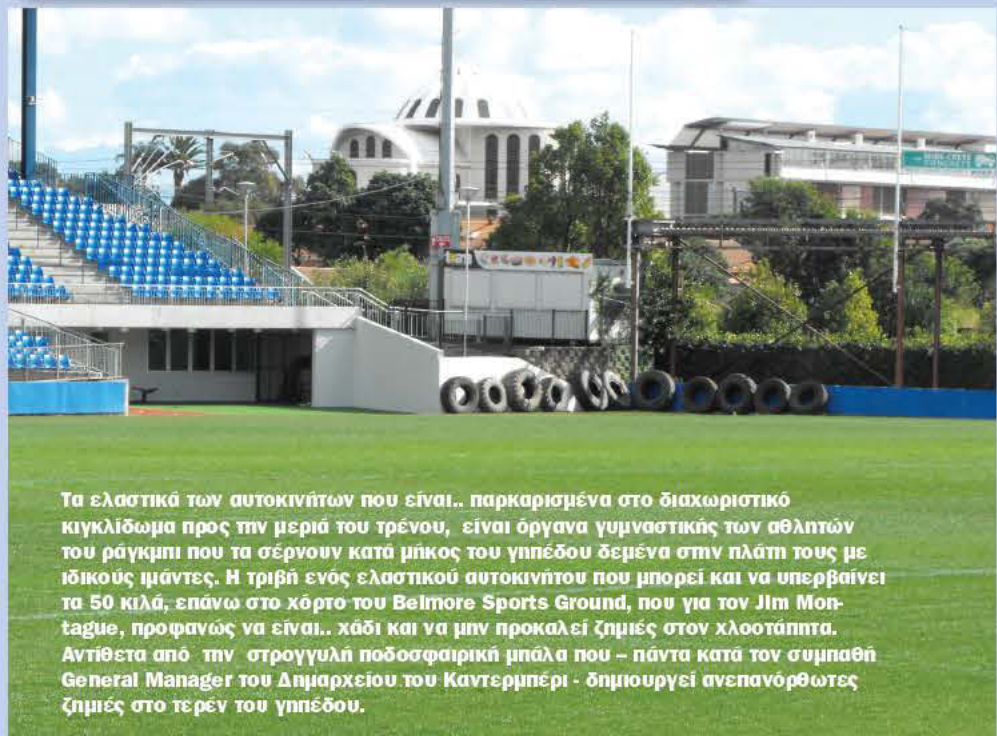 MINI-CRETE
CONCRETE
Τα ελαστικά των αυτοκινήτων που είναι.. παρκαρισμένα στο διαχωριστικό
κιγκλίδωμα προς την μεριά του τρένου, είναι όργανα γυμναστικής των αθλητών
του ράγκμπι που τα σέρνουν κατά μήκος του γηπέδου δεμένα στην πλάτη τους με
ιδικούς ιμάντες. Η τριβή ενός ελαστικού αυτοκινήτου που μπορεί και να υπερβαίνει
τα 50 κιλά, επάνω στο χόρτο του Belmore Sports Ground, που για τον Jim Mon-
tague, προφανώς να είναι.. χάδι και να μην προκαλεί ζημιές στον χλοοτάπητα.
Αντίθετα από την στρογγυλή ποδοσφαιρική μπάλα που – πάντα κατά τον συμπαθή
General Manager του Δημαρχείου του Καντερμπέρι - δημιουργεί ανεπανόρθωτες
ζημιές στο τερέν του γηπέδου.